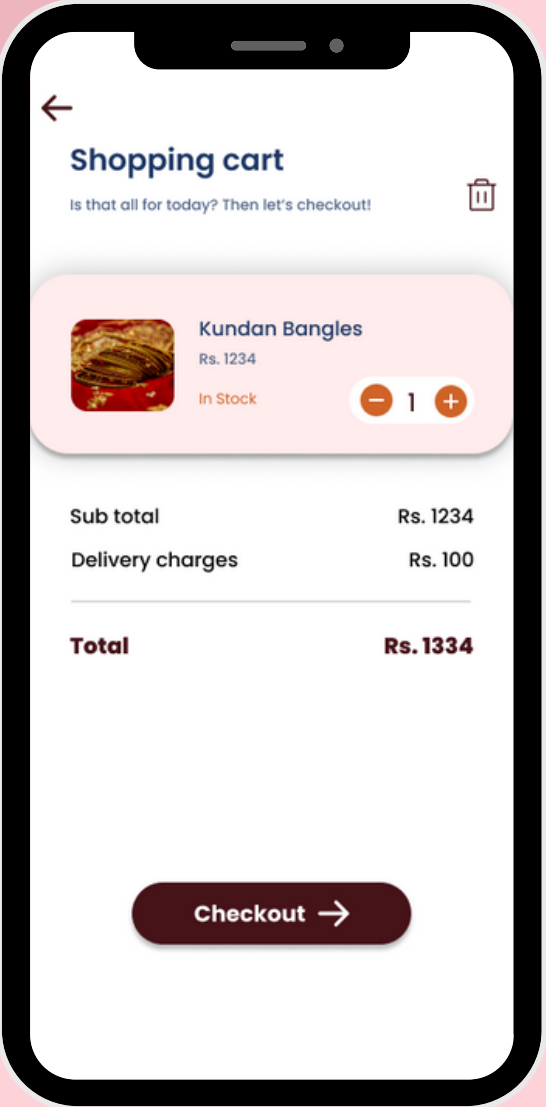 Shopping cart
Is that all for today? Then let's checkout!
Kundan Bangles
Rs. 1234
In Stock
1
Sub total Rs. 1234
Delivery charges Rs. 100
Total Rs. 1334
Checkout